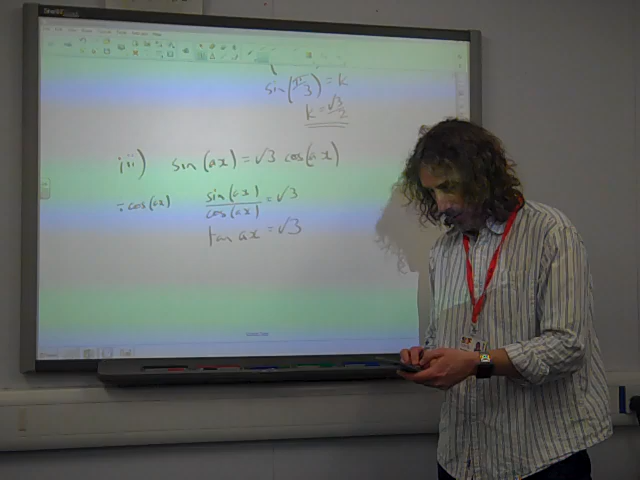 sin(π/3) = k
k = √3/2
iii) sin(ax) = √3 cos(ax)
÷cos(ax) sin(ax)/cos(ax) = √3
tan ax = √3